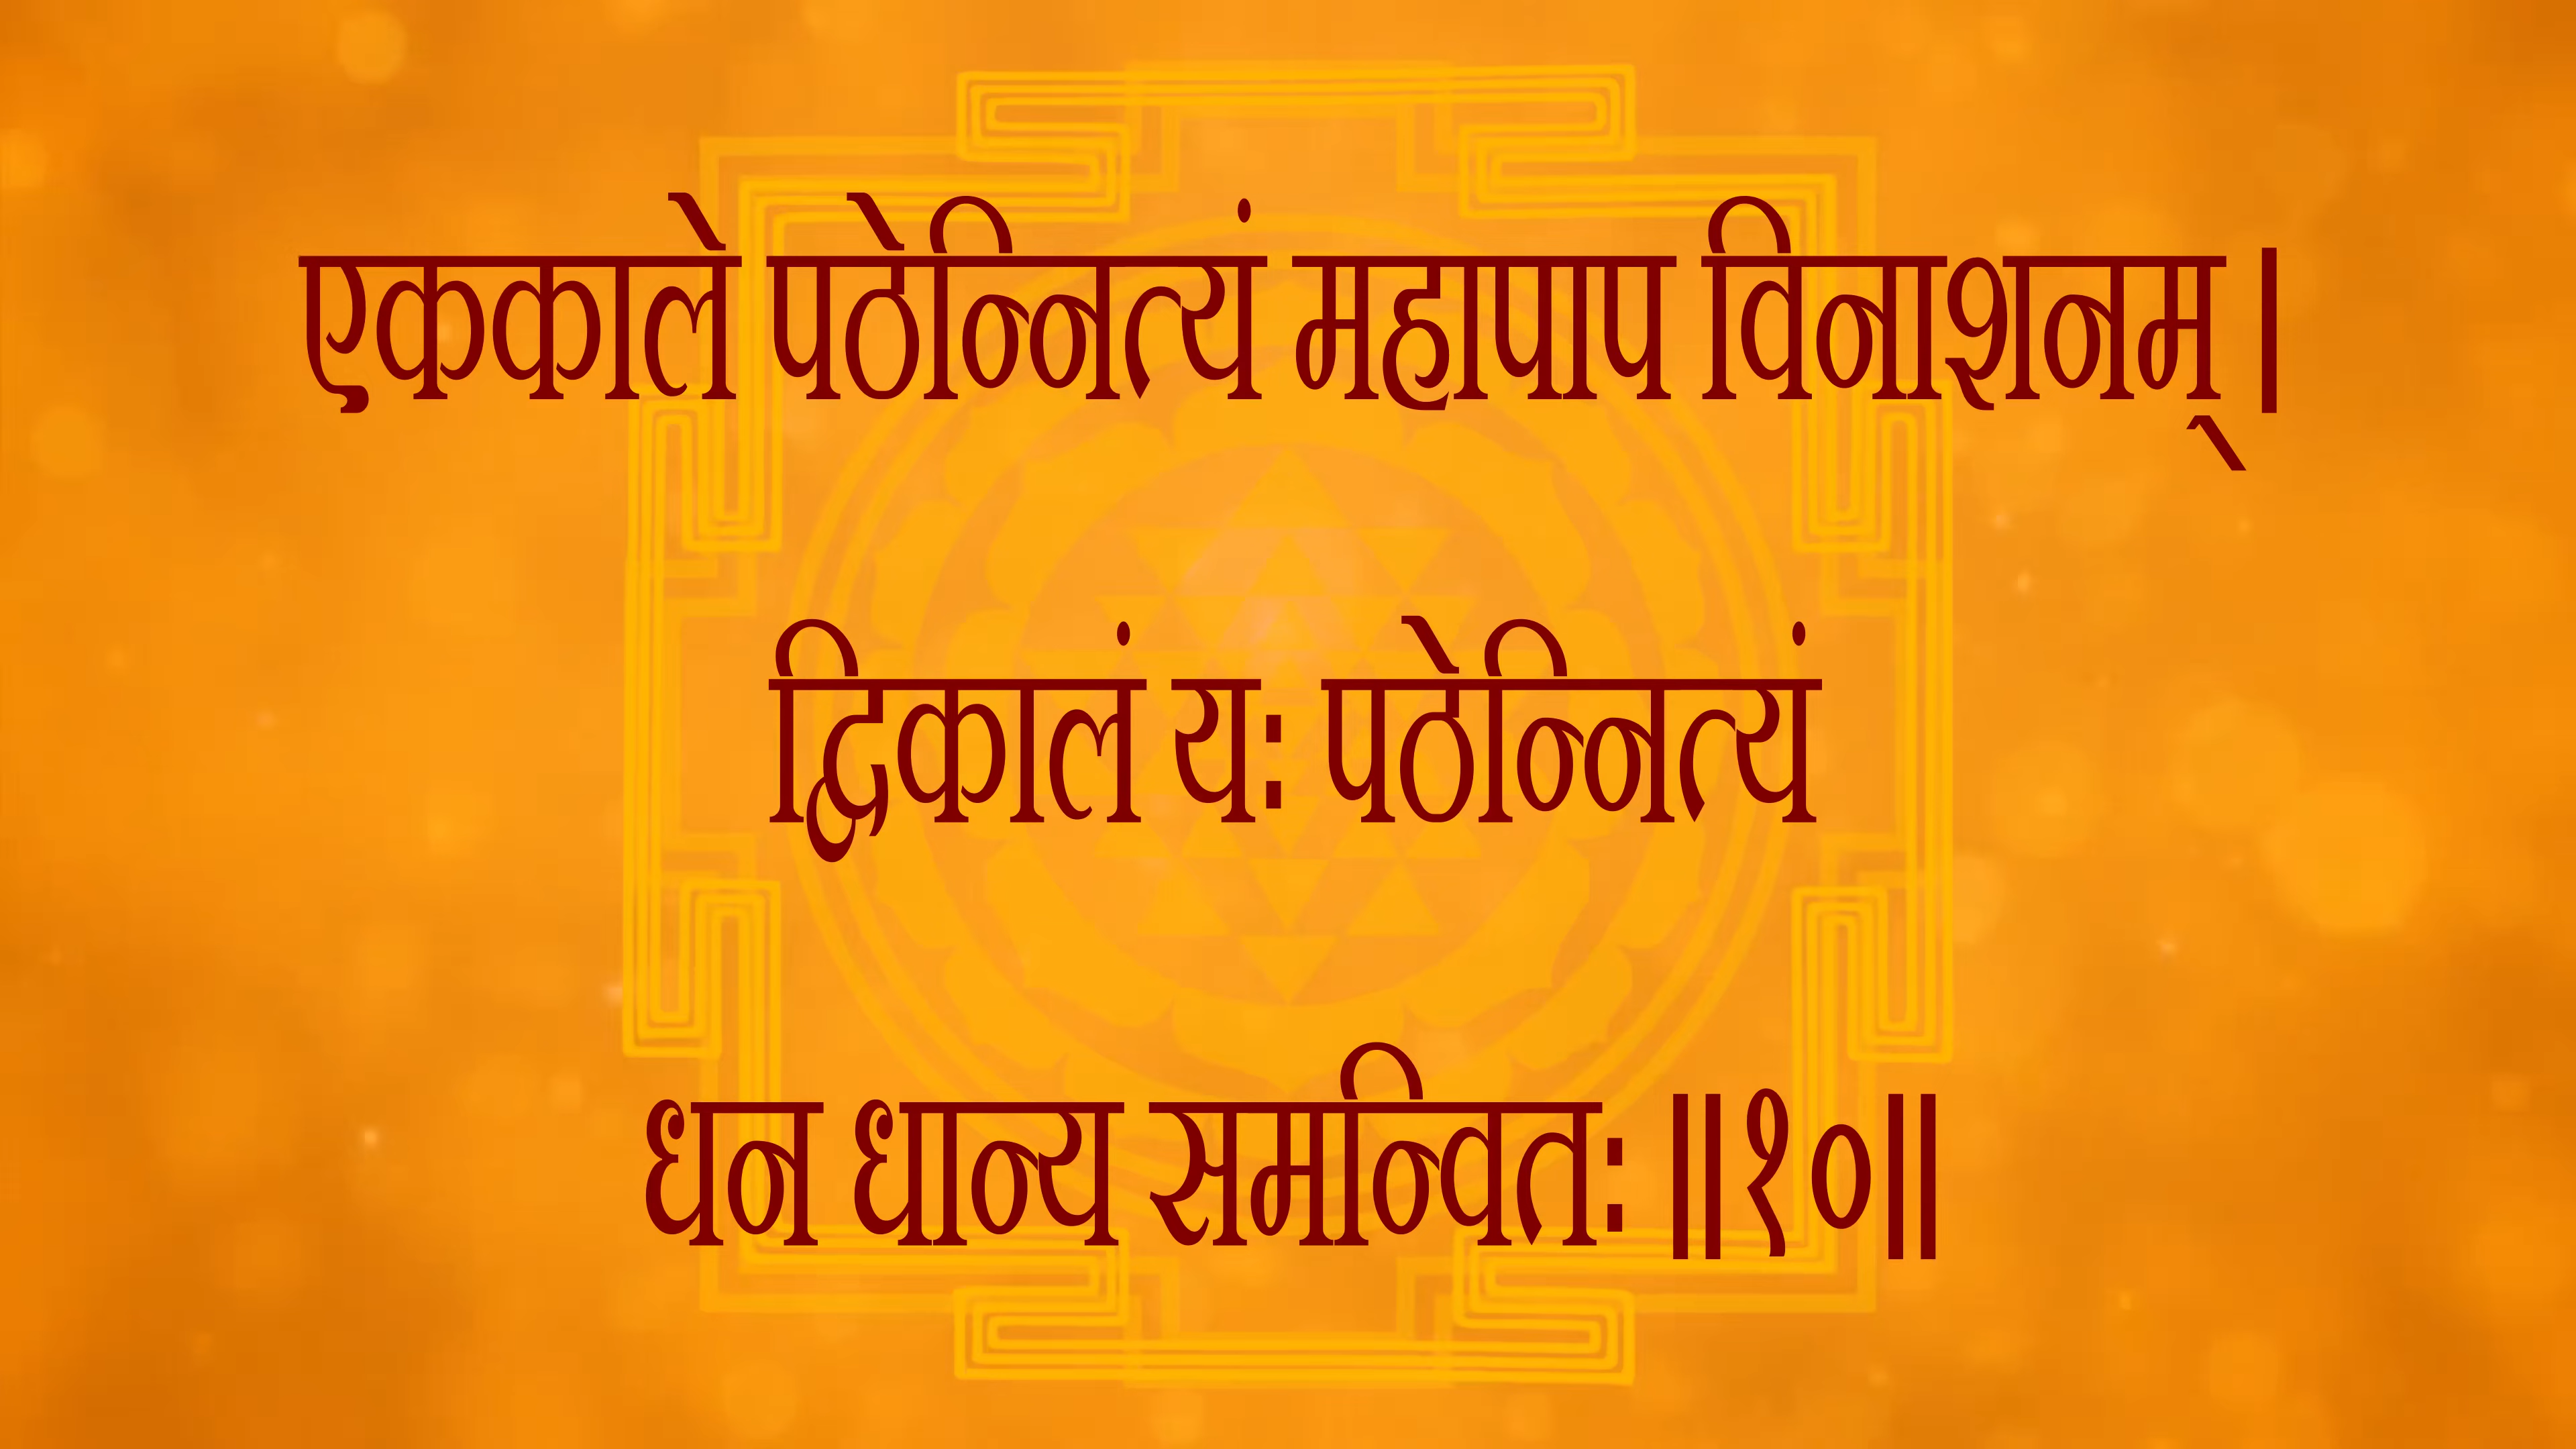 एककाले पठेन्नित्यं महापाप विनाशनम् |
द्विकालं यः पठेन्नित्यं
धन धान्य समन्वितः ||१०||